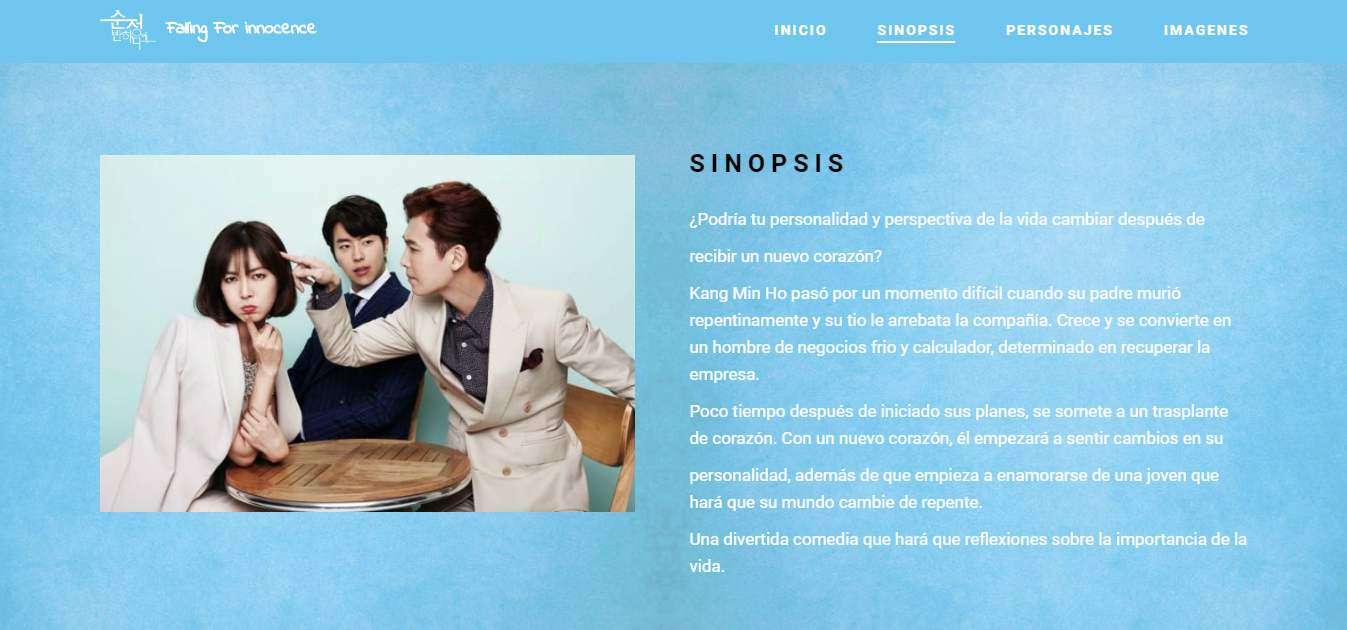 순정
반하다
Falling For innocence
INICIO SINOPSIS PERSONAJES IMAGENES
SINOPSIS
¿Podría tu personalidad y perspectiva de la vida cambiar después de
recibir un nuevo corazón?
Kang Min Ho pasó por un momento difícil cuando su padre murió
repentinamente y su tio le arrebata la compañía. Crece y se convierte en
un hombre de negocios frio y calculador, determinado en recuperar la
empresa.
Poco tiempo después de iniciado sus planes, se somete a un trasplante
de corazón. Con un nuevo corazón, él empezará a sentir cambios en su
personalidad, además de que empieza a enamorarse de una joven que
hará que su mundo cambie de repente.
Una divertida comedia que hará que reflexiones sobre la importancia de la
vida.